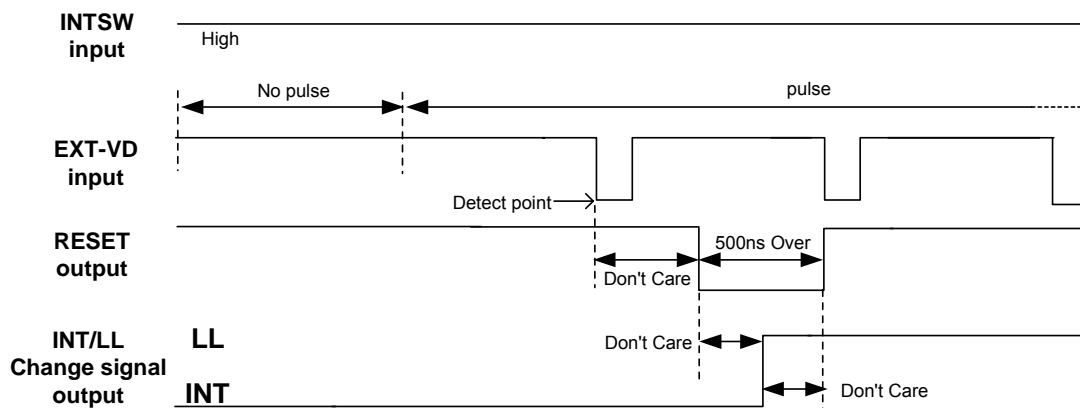 INTSW
input
High
No pulse
pulse
EXT-VD
input
Detect point
RESET
output
500ns Over
Don't Care
INT/LL
Change signal
output
LL
INT
Don't Care
Don't Care